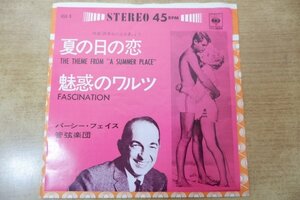 STEREO 45 RPM
CBS
夏の日の恋
THE THEME FROM "A SUMMER PLACE"
魅惑のワルツ
FASCINATION
パーシー・フェイス
管弦楽団